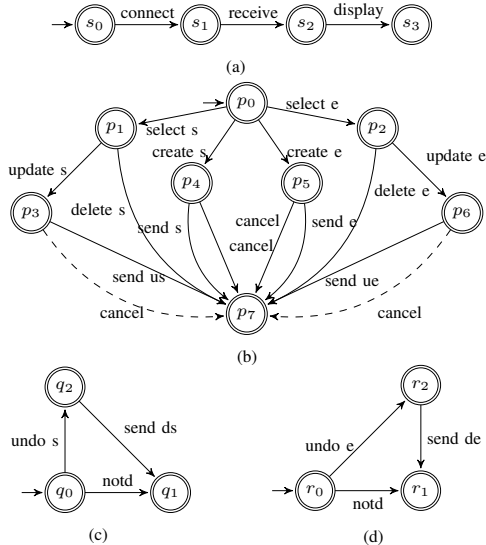 connect receive display
s0 s1 s2 s3
(a)
p0
select s select e
p1 p2
create s create e
update s update e
p4 p5
p3 delete s delete e p6
cancel
send s send e
cancel
send us send ue
cancel p7 cancel
(b)
q2 r2
undo s send ds undo e send de
notd
q0 q1 r0 r1
notd
(c) (d)